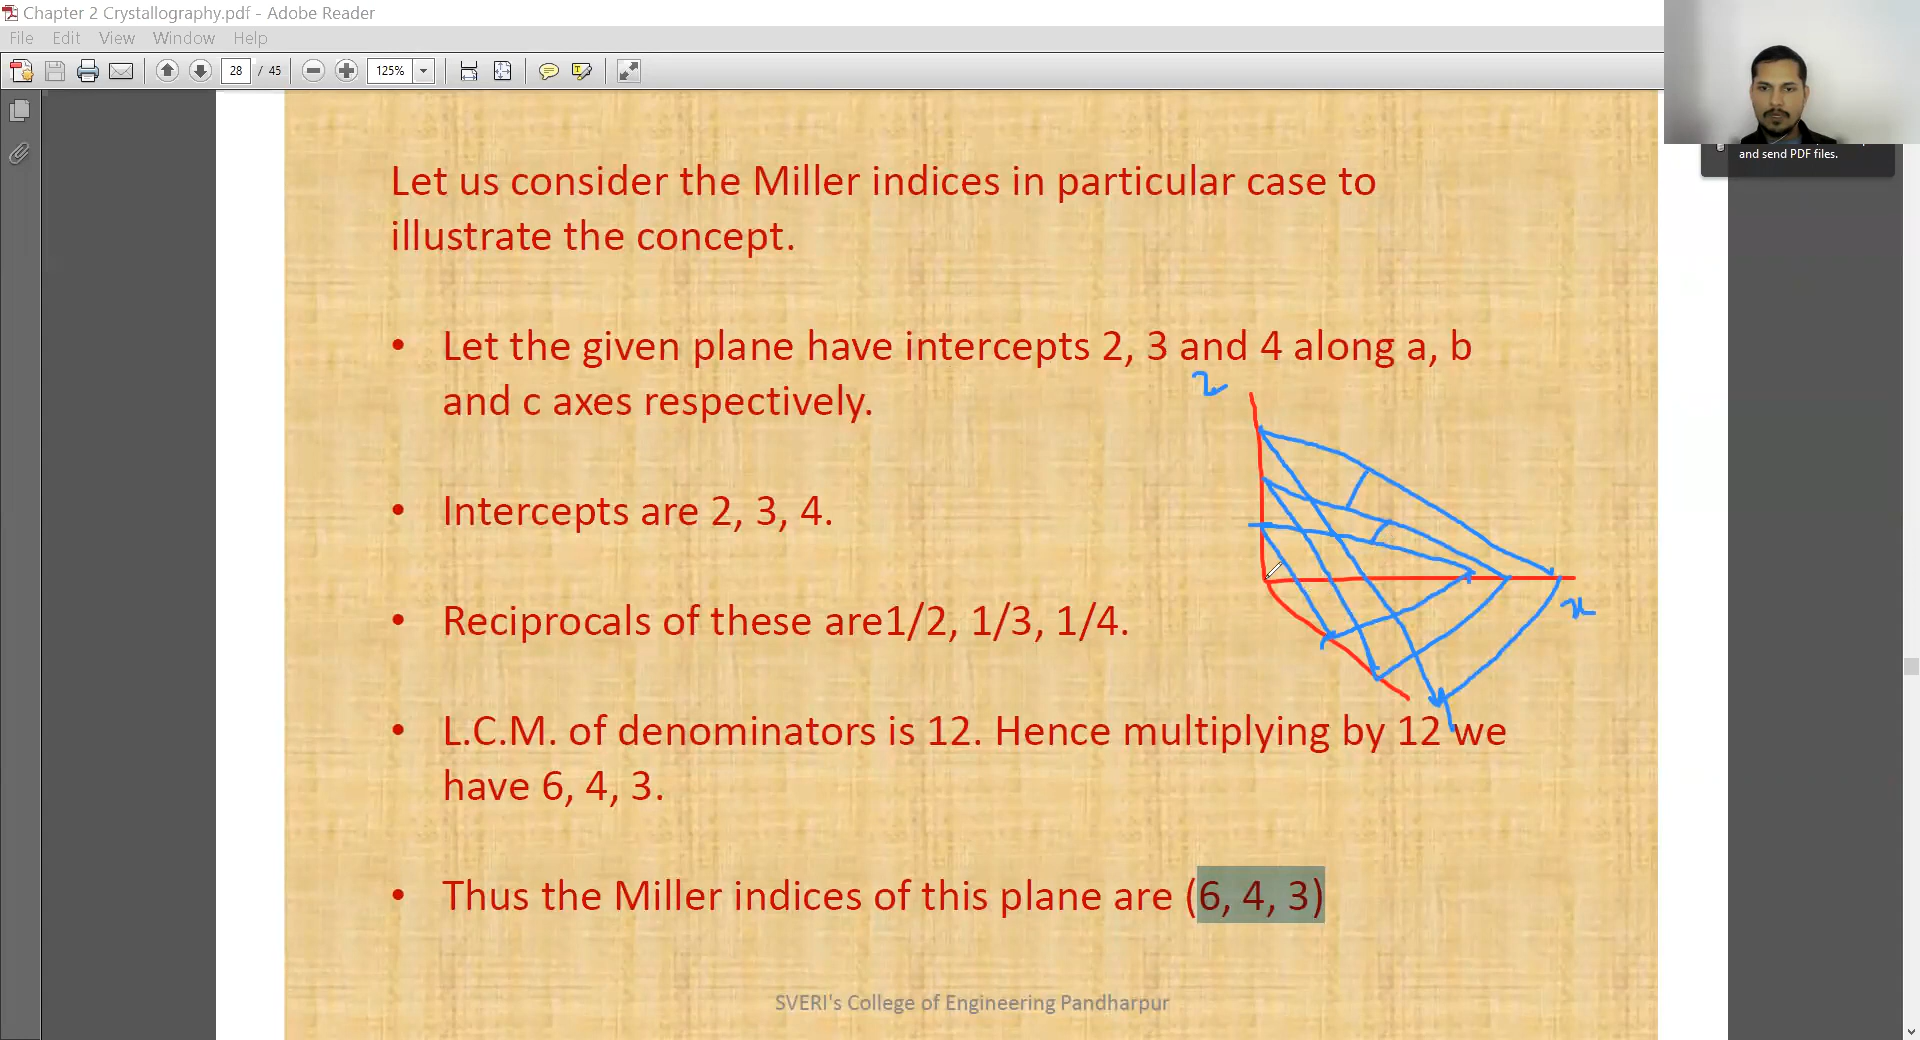 Chapter 2 Crystallography.pdf - Adobe Reader
File Edit View Window Help
28 / 45 125%
and send PDF files.
Let us consider the Miller indices in particular case to
illustrate the concept.
• Let the given plane have intercepts 2, 3 and 4 along a, b
and c axes respectively.
• Intercepts are 2, 3, 4.
x
• Reciprocals of these are1/2, 1/3, 1/4.
• L.C.M. of denominators is 12. Hence multiplying by 12 we
have 6, 4, 3.
• Thus the Miller indices of this plane are (6, 4, 3)
SVERI's College of Engineering Pandharpur